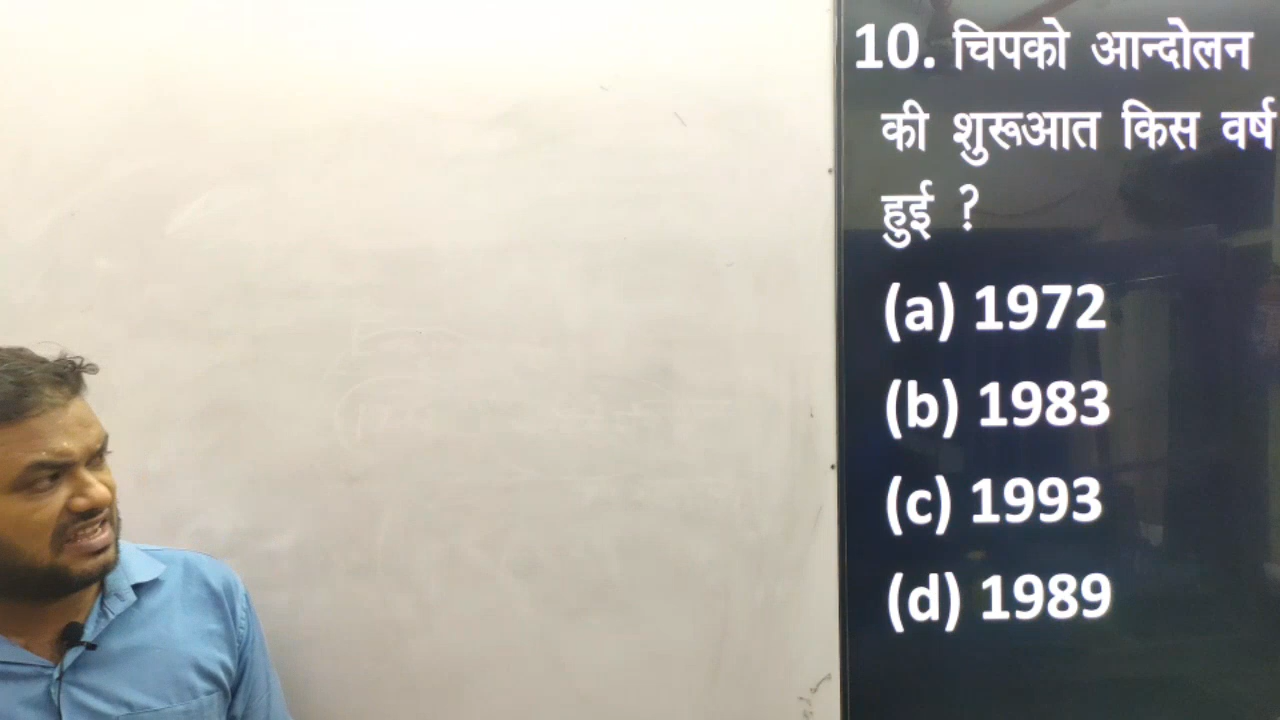 10. चिपको आन्दोलन
की शुरूआत किस वर्ष
हुई ?
(a) 1972
(b) 1983
(c) 1993
(d) 1989